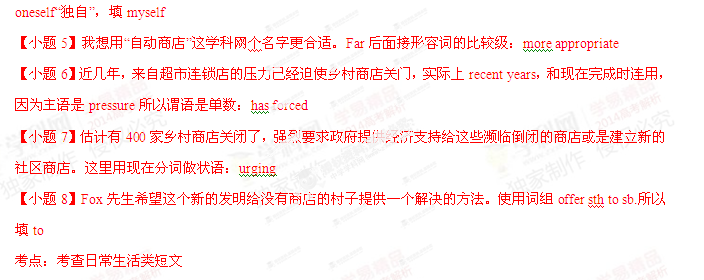 oneself“独自”，填 myself
【小题 5】我想用“自动商店”这学科网个名字更合适。Far 后面接形容词的比较级：more appropriate
【小题 6】近几年，来自超市连锁店的压力已经迫使乡村商店关门，实际上 recent years，和现在完成时连用，
因为主语是 pressure 所以谓语是单数：has forced
【小题 7】估计有 400 家乡村商店关闭了，强烈要求政府提供经济支持给这些濒临倒闭的商店或是建立新的
社区商店。这里用现在分词做状语：urging
【小题 8】Fox 先生希望这个新的发明给没有商店的村子提供一个解决的方法。使用词组 offer sth to sb.所以
填 to
考点：考查日常生活类短文